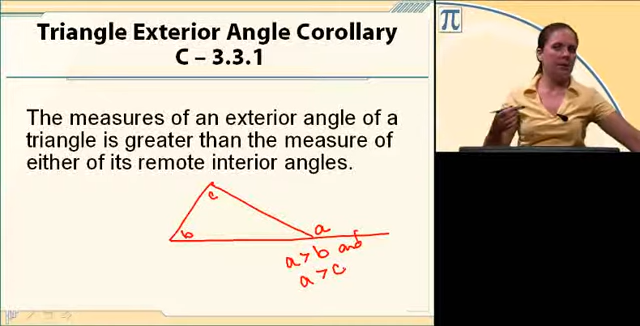 Triangle Exterior Angle Corollary
C – 3.3.1
π
The measures of an exterior angle of a
triangle is greater than the measure of
either of its remote interior angles.
c
b
a
a > b and
a > c